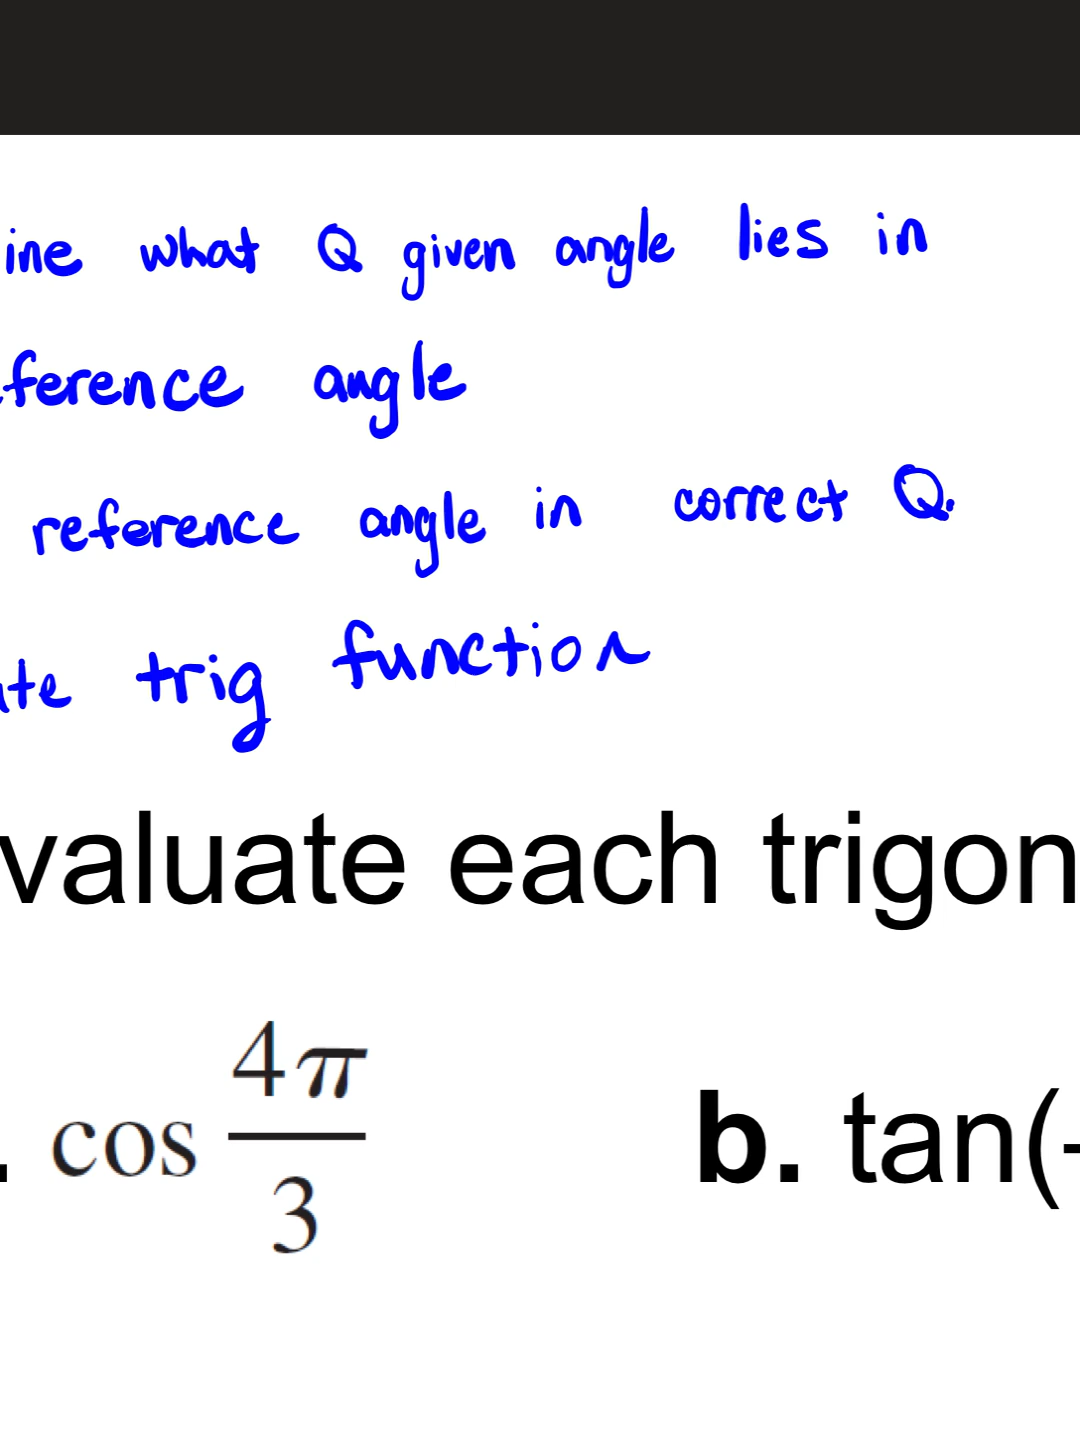 ine what Q given angle lies in
ference angle
reference angle in correct Q.
te trig function
valuate each trigon
. cos 4π/3 b. tan(-